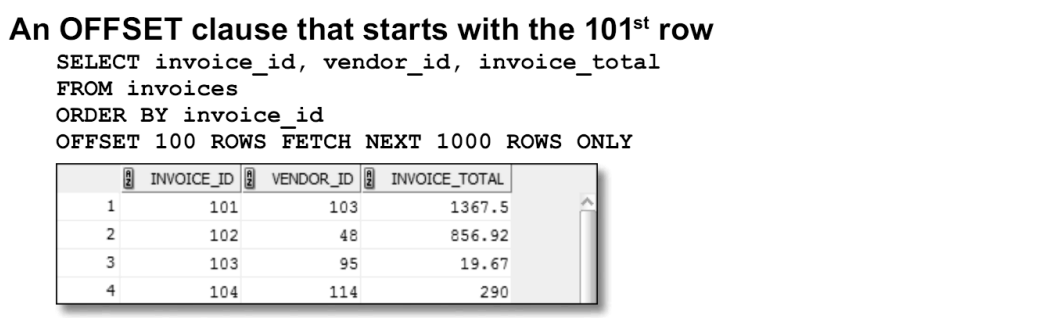 An OFFSET clause that starts with the 101st row
SELECT invoice_id, vendor_id, invoice_total
FROM invoices
ORDER BY invoice_id
OFFSET 100 ROWS FETCH NEXT 1000 ROWS ONLY
INVOICE_ID VENDOR_ID INVOICE_TOTAL
1 101 103 1367.5
2 102 48 856.92
3 103 95 19.67
4 104 114 290